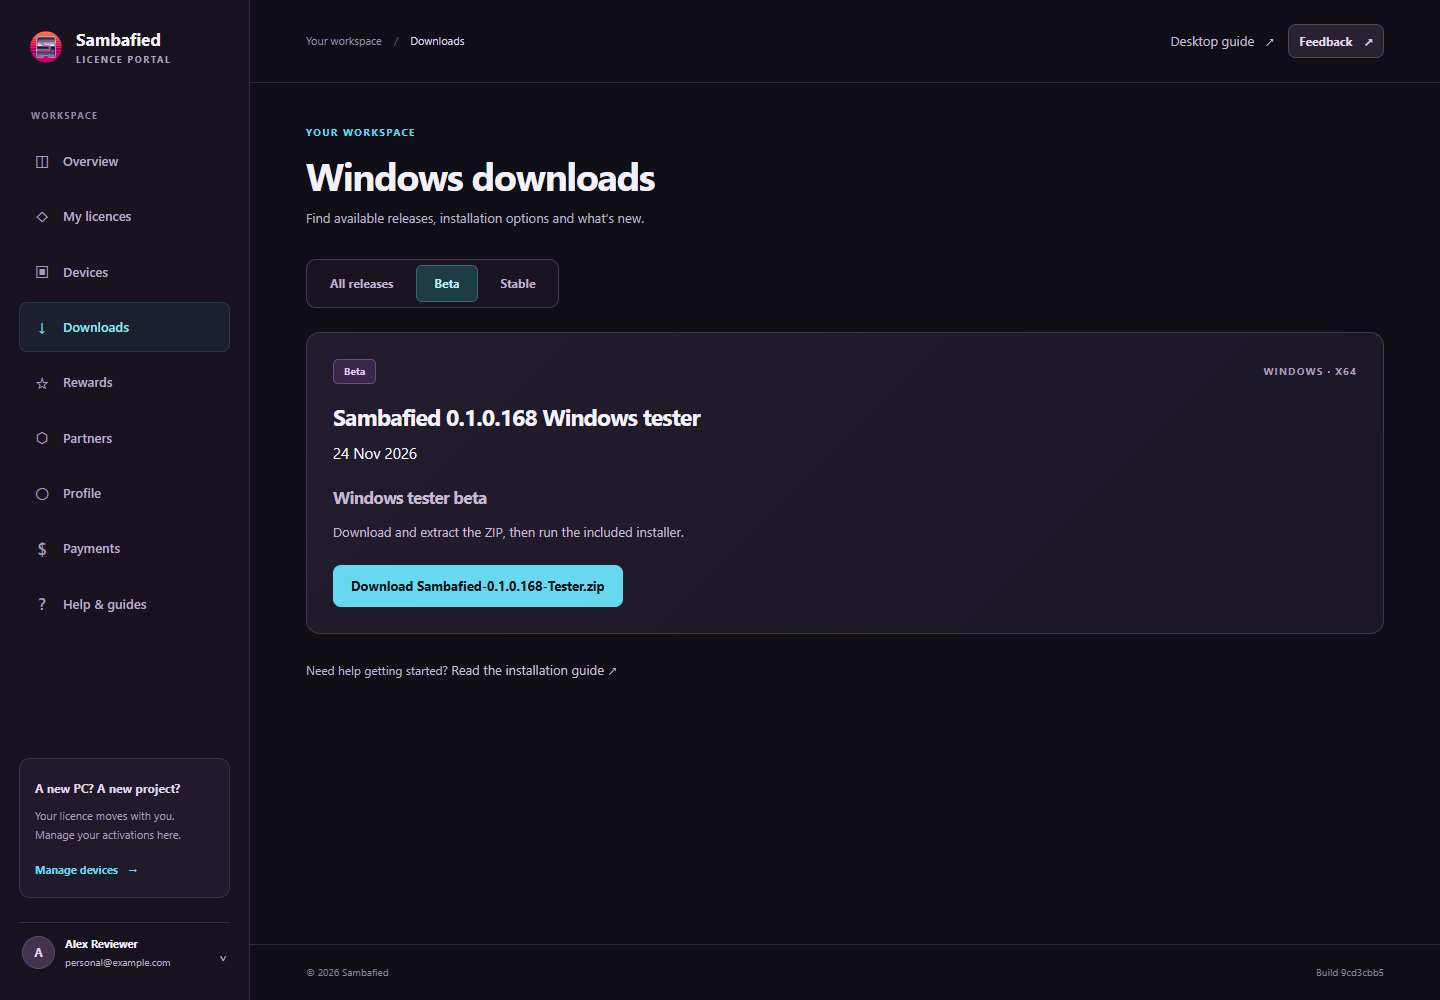 Sambafied
LICENCE PORTAL
WORKSPACE
Overview
My licences
Devices
Downloads
Rewards
Partners
Profile
$ Payments
? Help & guides
A new PC? A new project?
Your licence moves with you.
Manage your activations here.
Manage devices →
A
Alex Reviewer
personal@example.com
Your workspace / Downloads
Desktop guide ↗
Feedback ↗
YOUR WORKSPACE
Windows downloads
Find available releases, installation options and what's new.
All releases
Beta
Stable
Beta
WINDOWS · X64
Sambafied 0.1.0.168 Windows tester
24 Nov 2026
Windows tester beta
Download and extract the ZIP, then run the included installer.
Download Sambafied-0.1.0.168-Tester.zip
Need help getting started? Read the installation guide ↗
© 2026 Sambafied
Build 9cd3cbb5